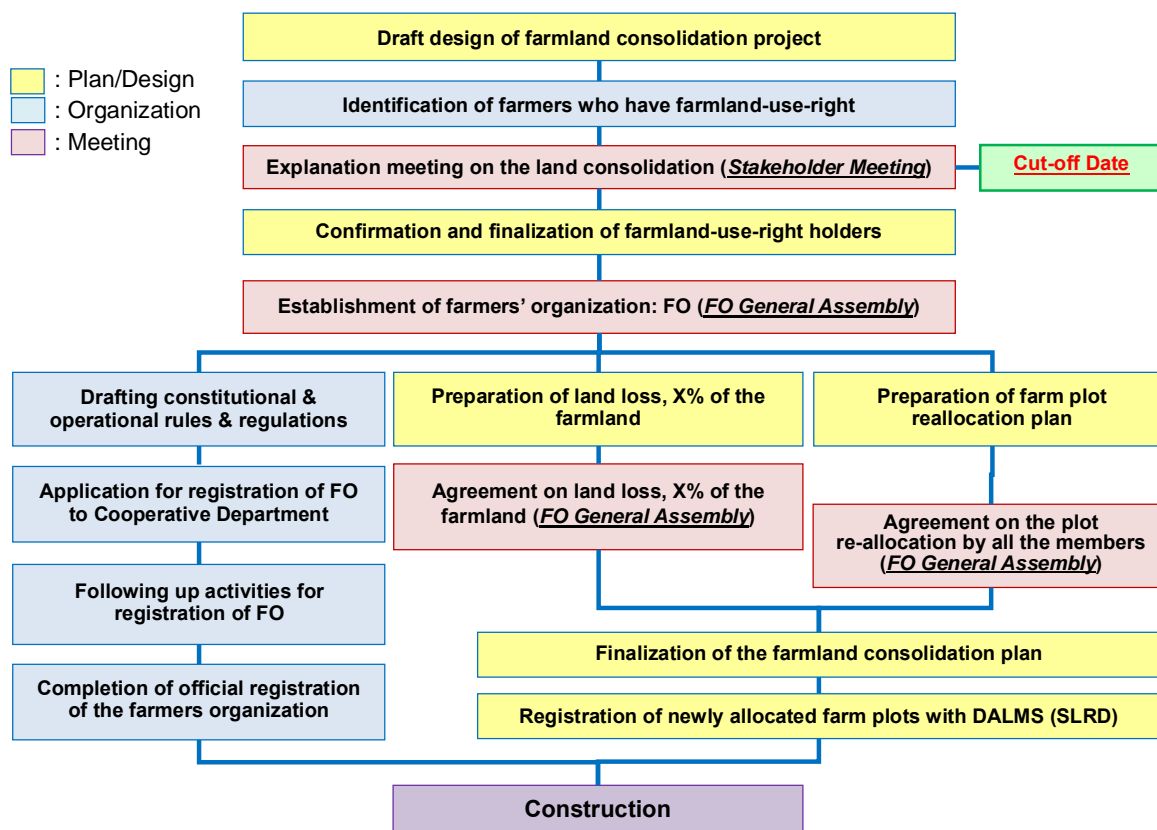 Draft design of farmland consolidation project
: Plan/Design
: Organization
: Meeting
Identification of farmers who have farmland-use-right
Explanation meeting on the land consolidation (Stakeholder Meeting)
Cut-off Date
Confirmation and finalization of farmland-use-right holders
Establishment of farmers' organization: FO (FO General Assembly)
Drafting constitutional &
operational rules & regulations
Preparation of land loss, X% of the
farmland
Preparation of farm plot
reallocation plan
Application for registration of FO
to Cooperative Department
Agreement on land loss, X% of the
farmland (FO General Assembly)
Agreement on the plot
re-allocation by all the members
(FO General Assembly)
Following up activities for
registration of FO
Finalization of the farmland consolidation plan
Completion of official registration
of the farmers organization
Registration of newly allocated farm plots with DALMS (SLRD)
Construction